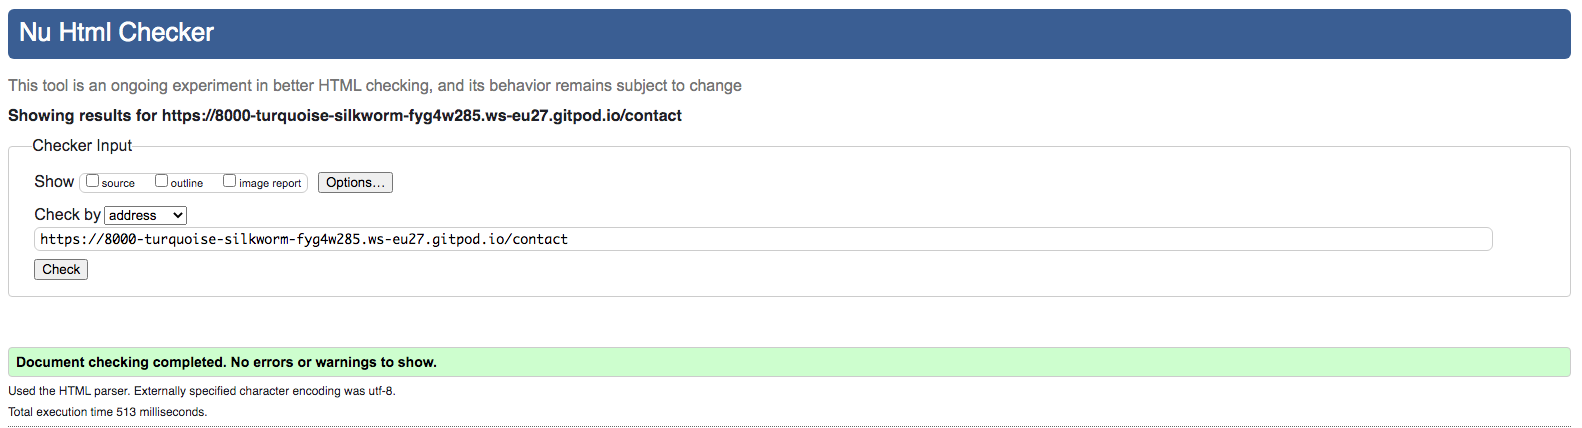 Nu Html Checker
This tool is an ongoing experiment in better HTML checking, and its behavior remains subject to change
Showing results for https://8000-turquoise-silkworm-fyg4w285.ws-eu27.gitpod.io/contact
Checker Input
Show source outline image report Options...
Check by address
https://8000-turquoise-silkworm-fyg4w285.ws-eu27.gitpod.io/contact
Check
Document checking completed. No errors or warnings to show.
Used the HTML parser. Externally specified character encoding was utf-8.
Total execution time 513 milliseconds.